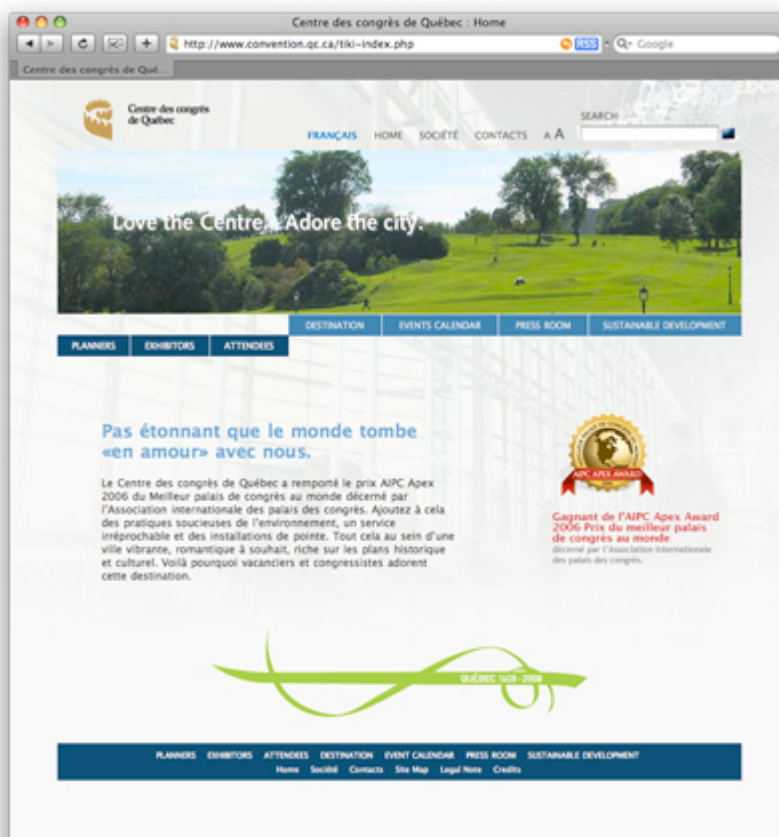 Centre des congrès de Québec : Home
http://www.convention.qc.ca/tiki-index.php
RSS
Google
Centre des congrès de Qué...
Centre des congrès
de Québec
FRANÇAIS HOME SOCIÉTÉ CONTACTS A A
SEARCH
Love the Centre. Adore the city.
DESTINATION EVENTS CALENDAR PRESS ROOM SUSTAINABLE DEVELOPMENT
PLANNERS EXHIBITORS ATTENDEES
Pas étonnant que le monde tombe
«en amour» avec nous.
Le Centre des congrès de Québec a remporté le prix AIPC Apex
2006 du Meilleur palais de congrès au monde décerné par
l'Association internationale des palais des congrès. Ajoutez à cela
des pratiques soucieuses de l'environnement, un service
irréprochable et des installations de pointe. Tout cela au sein d'une
ville vibrante, romantique à souhait, riche sur les plans historique
et culturel. Voilà pourquoi vacanciers et congressistes adorent
cette destination.
AIPC APEX AWARD
Gagnant de l'AIPC Apex Award
2006 Prix du meilleur palais
de congrès au monde
décerné par l'Association internationale
des palais des congrès.
QUÉBEC 1608-2008
PLANNERS EXHIBITORS ATTENDEES DESTINATION EVENT CALENDAR PRESS ROOM SUSTAINABLE DEVELOPMENT
Home Société Contacts Site Map Legal Note Credits